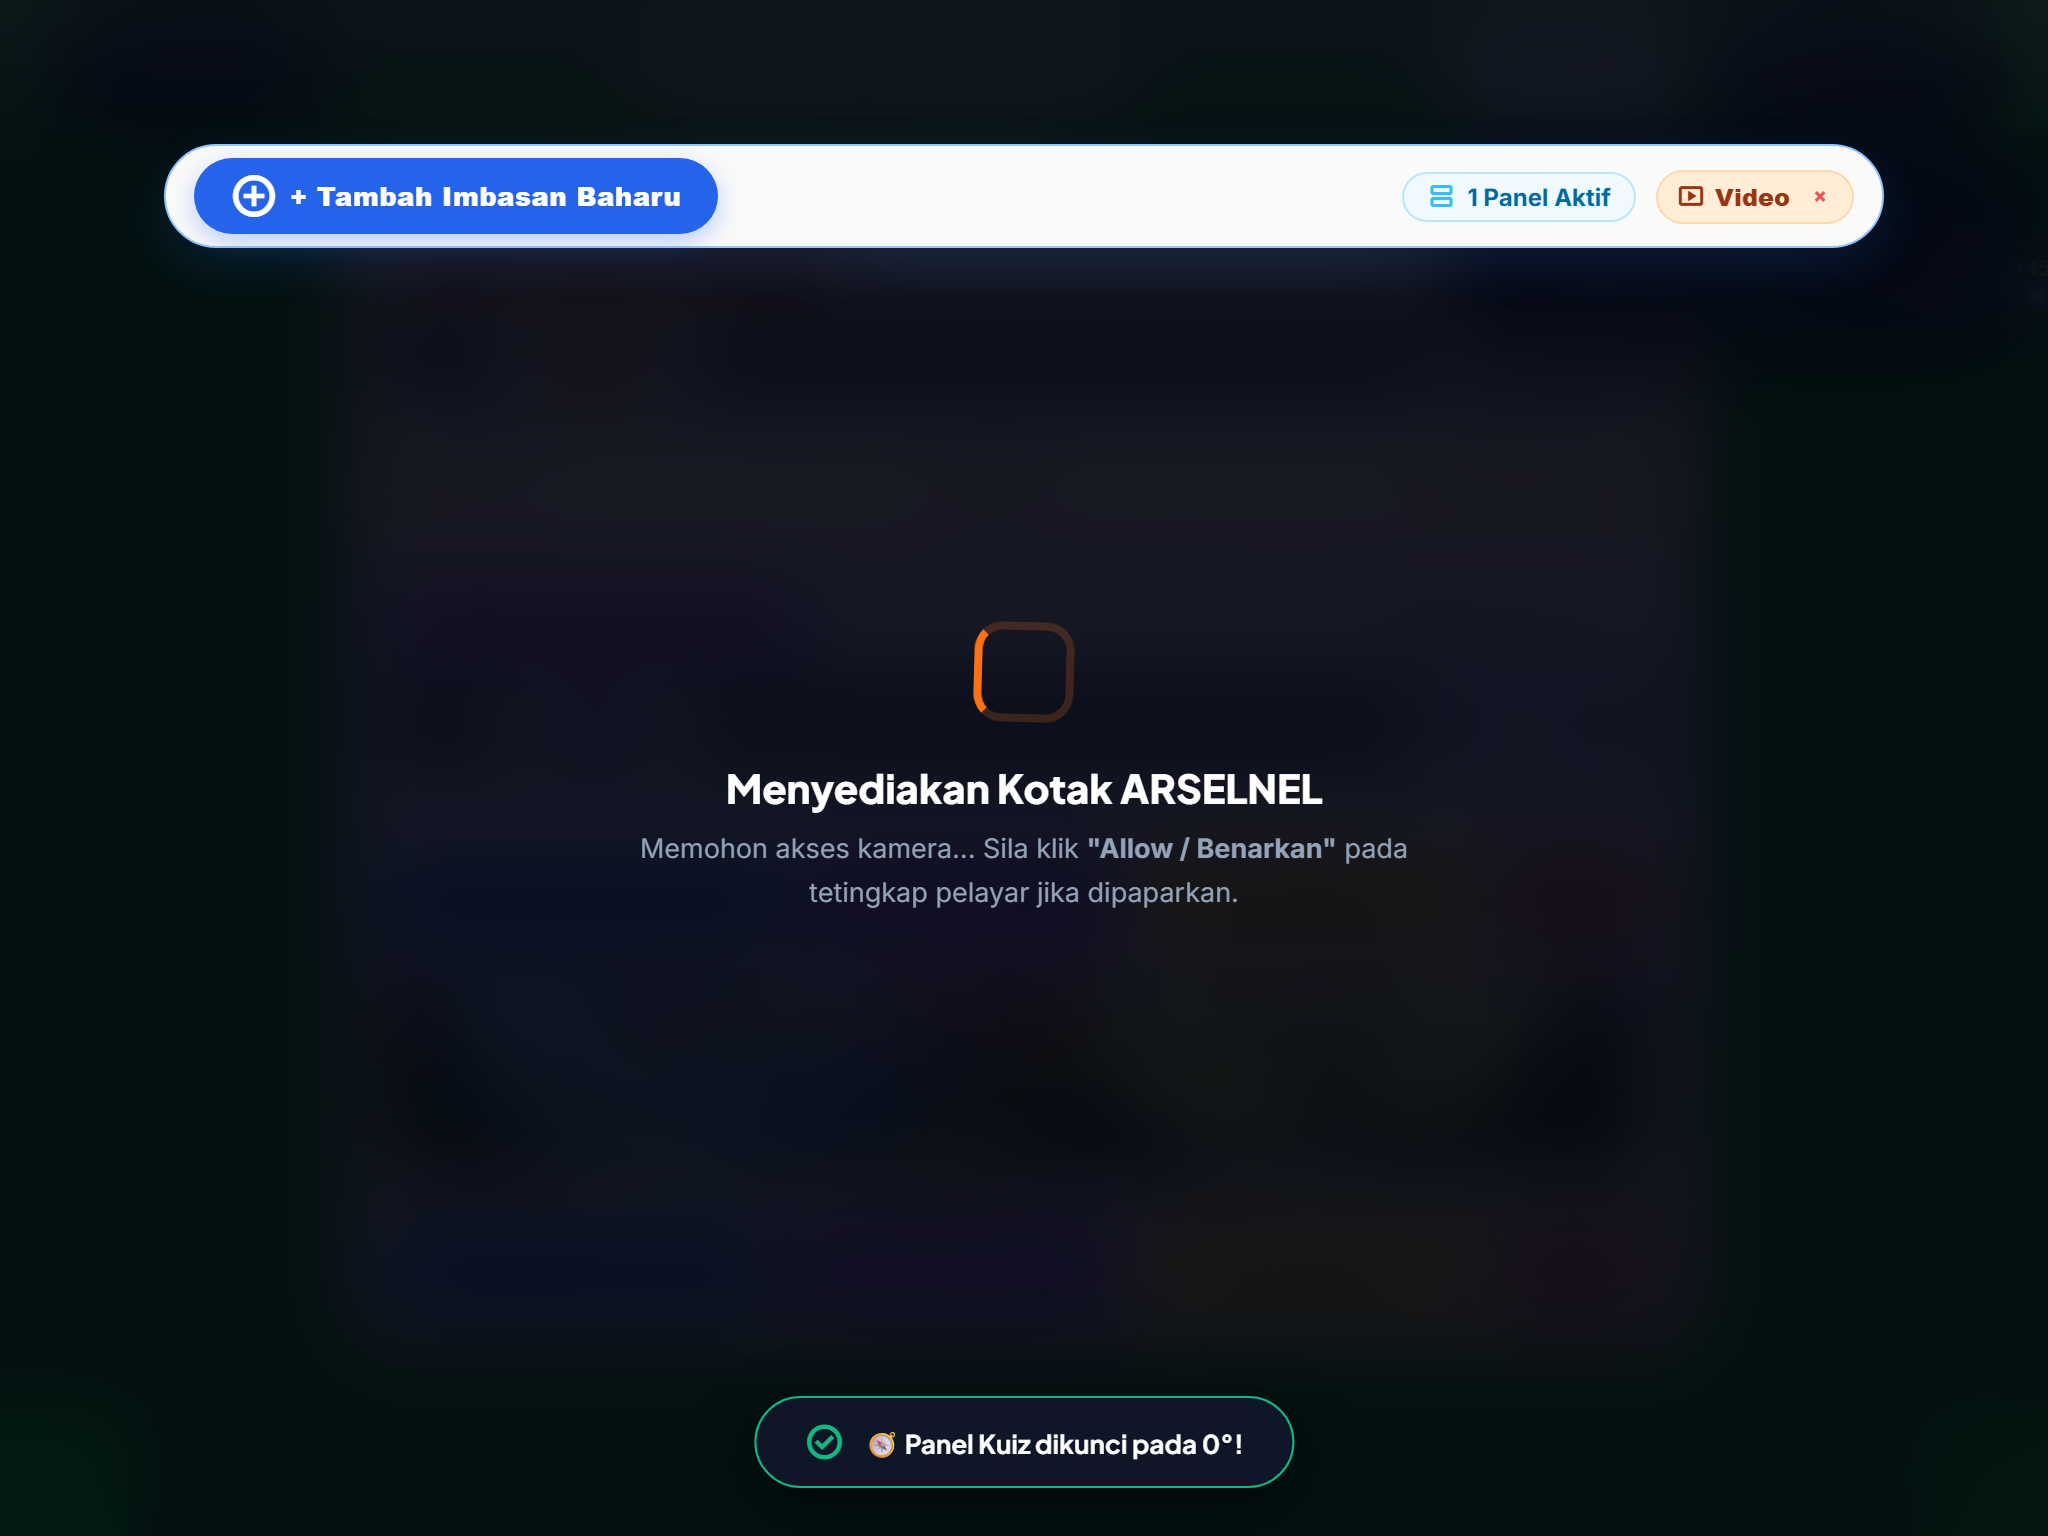 + Tambah Imbasan Baharu
1 Panel Aktif
Video ×
Menyediakan Kotak ARSELNEL
Memohon akses kamera... Sila klik "Allow / Benarkan" pada
tetingkap pelayar jika dipaparkan.
🧭 Panel Kuiz dikunci pada 0°!